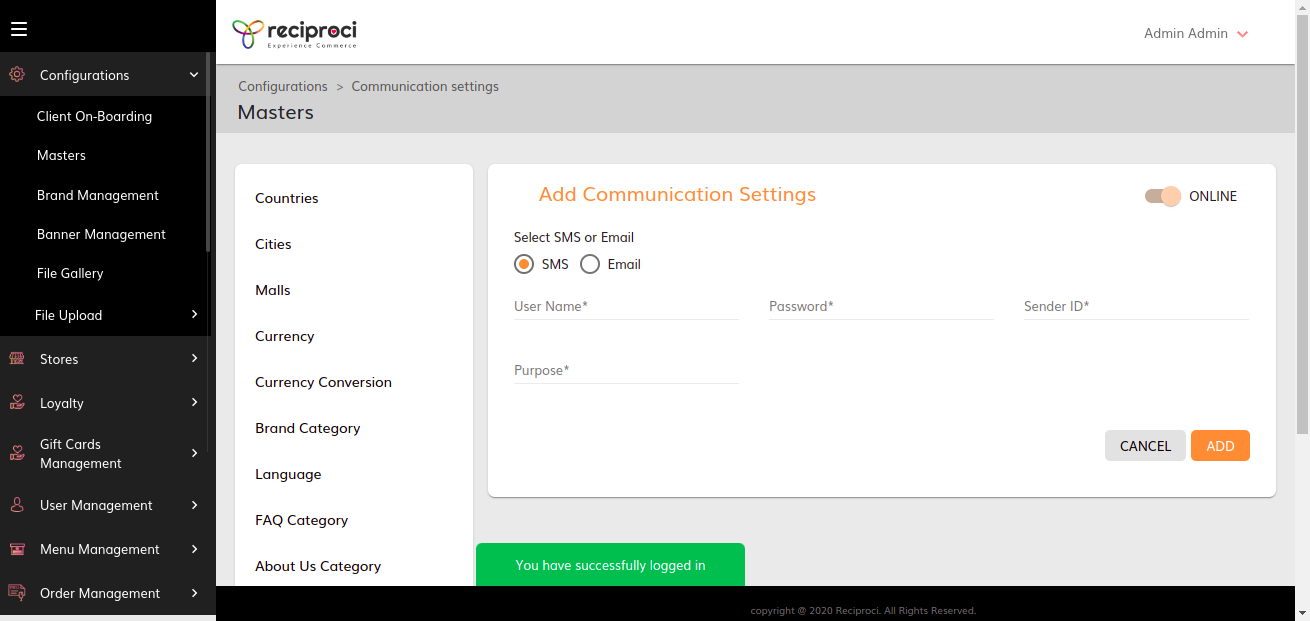 reciproci
Experience Commerce
Admin Admin
Configurations
Client On-Boarding
Masters
Brand Management
Banner Management
File Gallery
File Upload
Stores
Loyalty
Gift Cards
Management
User Management
Menu Management
Order Management
Configurations > Communication settings
Masters
Countries
Cities
Malls
Currency
Currency Conversion
Brand Category
Language
FAQ Category
About Us Category
Add Communication Settings
ONLINE
Select SMS or Email
SMS Email
User Name* Password* Sender ID*
Purpose*
CANCEL ADD
You have successfully logged in
copyright @ 2020 Reciproci. All Rights Reserved.